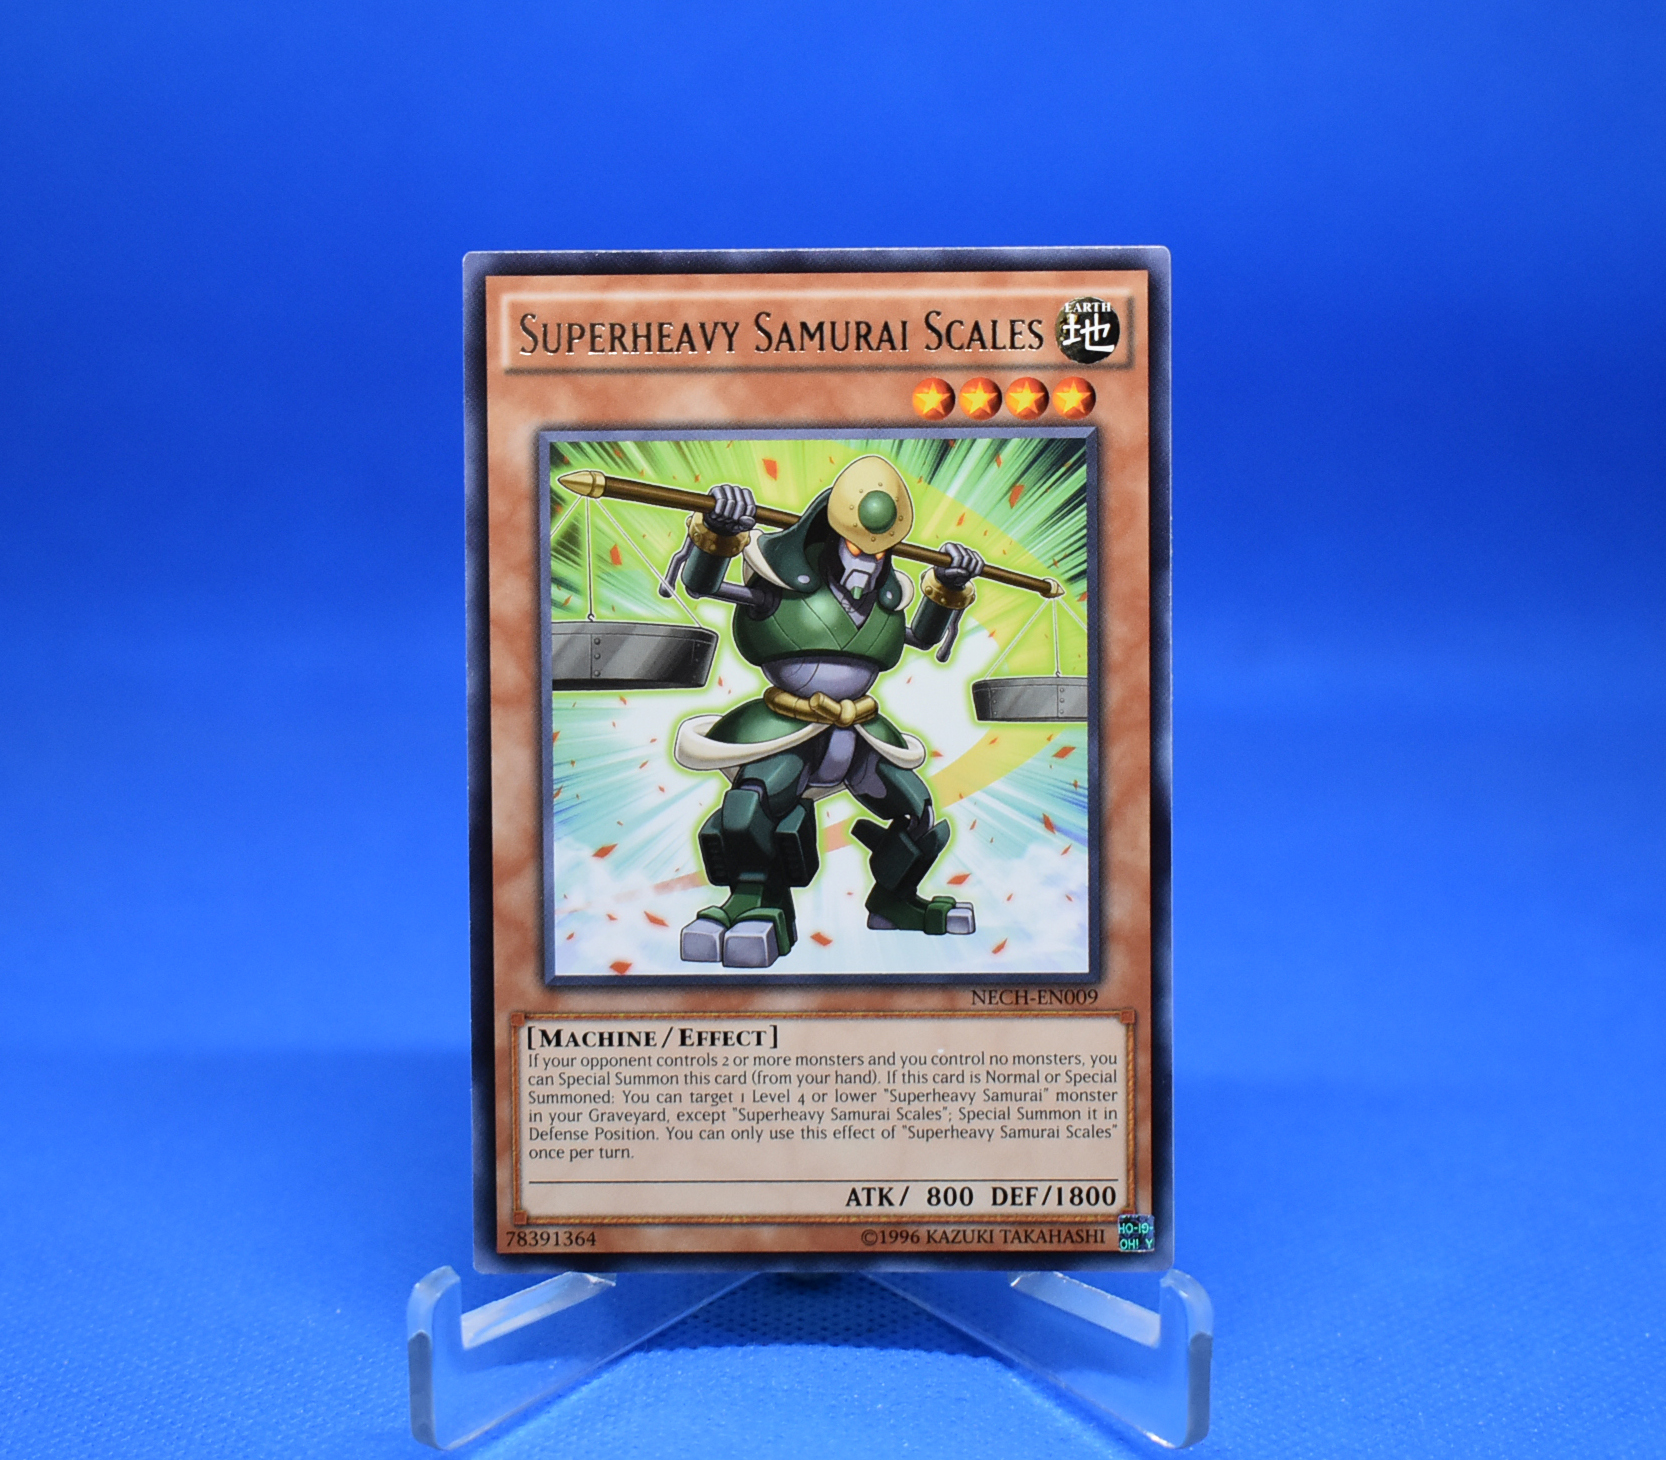 SUPERHEAVY SAMURAI SCALES
EARTH
地
NECH-EN009
[MACHINE/EFFECT]
If your opponent controls 2 or more monsters and you control no monsters, you
can Special Summon this card (from your hand). If this card is Normal or Special
Summoned: You can target 1 Level 4 or lower "Superheavy Samurai" monster
in your Graveyard, except "Superheavy Samurai Scales"; Special Summon it in
Defense Position. You can only use this effect of "Superheavy Samurai Scales"
once per turn.
ATK/ 800 DEF/1800
78391364
©1996 KAZUKI TAKAHASHI